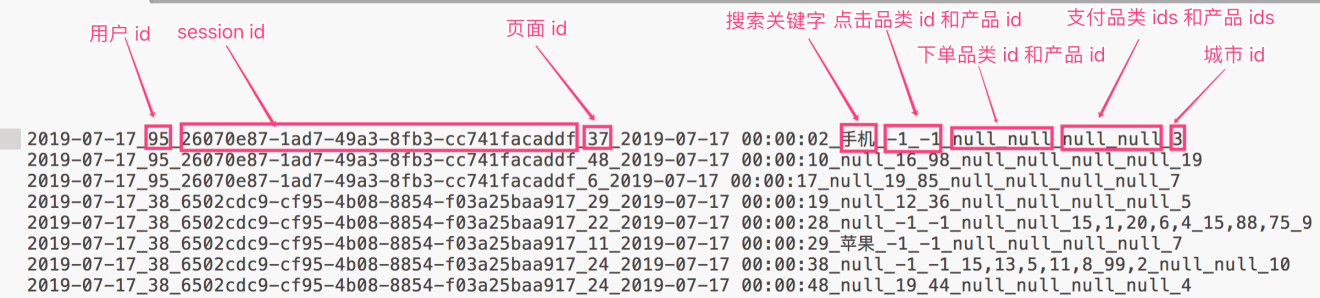 用户 id
session id
页面 id
搜索关键字
点击品类 id 和产品 id
支付品类 ids 和产品 ids
下单品类 id 和产品 id
城市 id
2019-07-17_95_26070e87-1ad7-49a3-8fb3-cc741facaddf_37_2019-07-17 00:00:02_手机_-1_-1_null_null_null_null_3
2019-07-17_95_26070e87-1ad7-49a3-8fb3-cc741facaddf_48_2019-07-17 00:00:10_null_16_98_null_null_null_null_19
2019-07-17_95_26070e87-1ad7-49a3-8fb3-cc741facaddf_6_2019-07-17 00:00:17_null_19_85_null_null_null_null_7
2019-07-17_38_6502cdc9-cf95-4b08-8854-f03a25baa917_29_2019-07-17 00:00:19_null_12_36_null_null_null_null_5
2019-07-17_38_6502cdc9-cf95-4b08-8854-f03a25baa917_22_2019-07-17 00:00:28_null_-1_-1_null_null_15,1,20,6,4_15,88,75_9
2019-07-17_38_6502cdc9-cf95-4b08-8854-f03a25baa917_11_2019-07-17 00:00:29_苹果_-1_-1_null_null_null_null_7
2019-07-17_38_6502cdc9-cf95-4b08-8854-f03a25baa917_24_2019-07-17 00:00:38_null_-1_-1_15,13,5,11,8_99,2_null_null_10
2019-07-17_38_6502cdc9-cf95-4b08-8854-f03a25baa917_24_2019-07-17 00:00:48_null_19_44_null_null_null_null_4